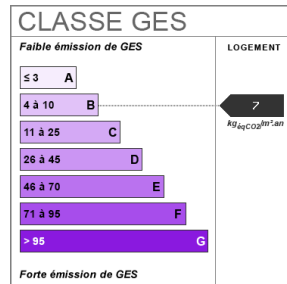 CLASSE GES
Faible émission de GES
LOGEMENT
≤ 3 A
4 à 10 B
7
kgéqCO2/m².an
11 à 25 C
26 à 45 D
46 à 70 E
71 à 95 F
> 95 G
Forte émission de GES